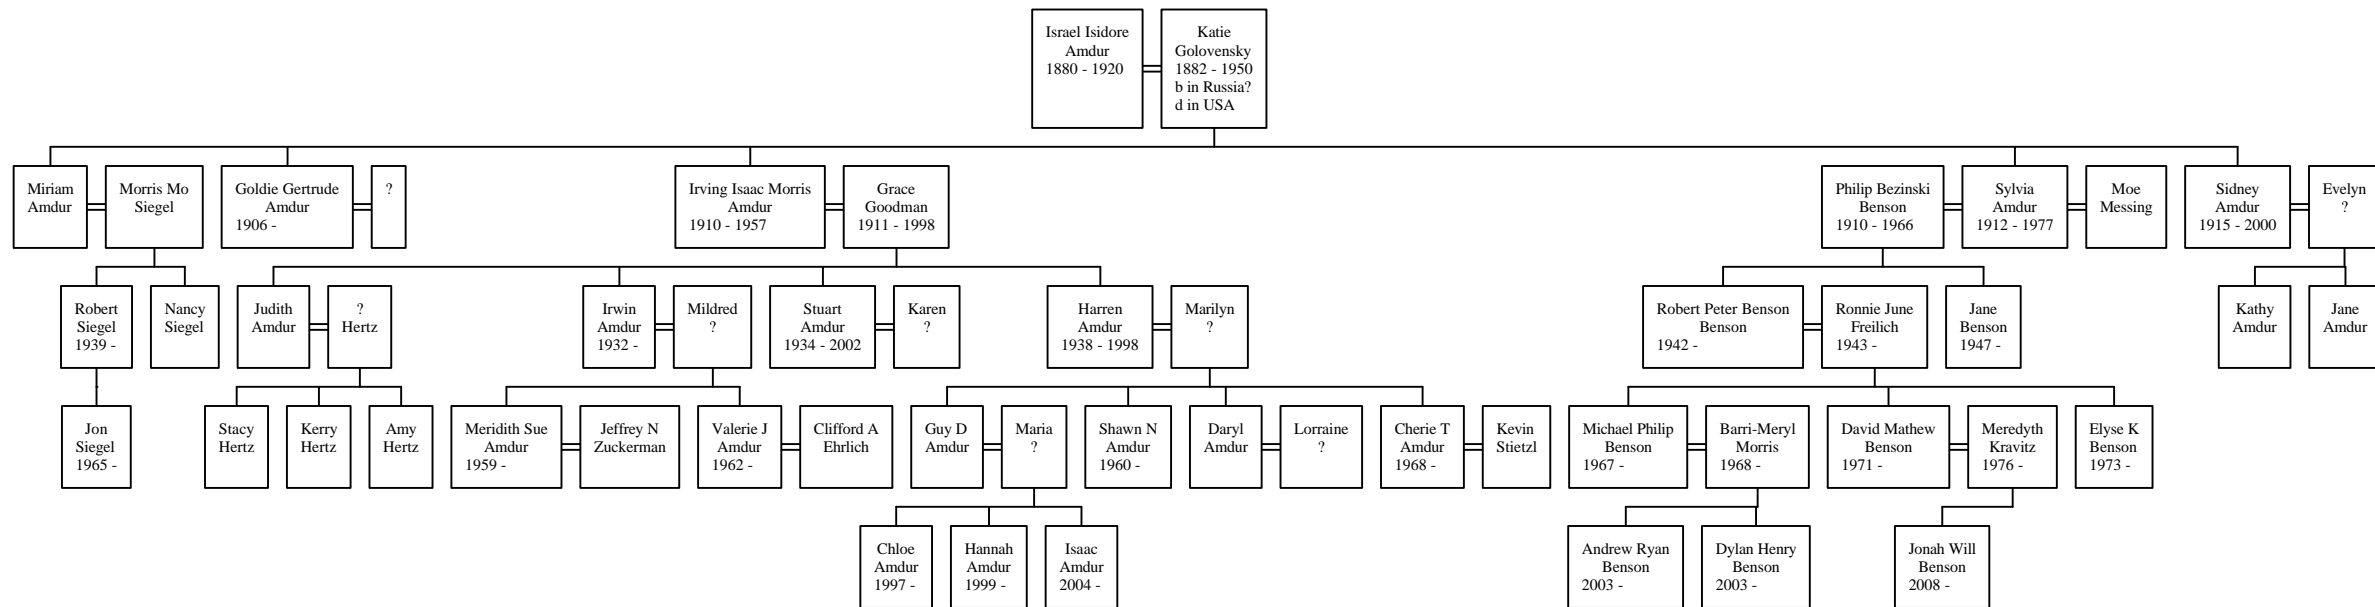 Israel Isidore
Amdur
1880 - 1920
Katie
Golovensky
1882 - 1950
b in Russia?
d in USA
Miriam
Amdur
Morris Mo
Siegel
Goldie Gertrude
Amdur
1906 -
?
Irving Isaac Morris
Amdur
1910 - 1957
Grace
Goodman
1911 - 1998
Philip Bezinski
Benson
1910 - 1966
Sylvia
Amdur
1912 - 1977
Moe
Messing
Sidney
Amdur
1915 - 2000
Evelyn
?
Robert
Siegel
1939 -
Nancy
Siegel
Judith
Amdur
?
Hertz
Irwin
Amdur
1932 -
Mildred
?
Stuart
Amdur
1934 - 2002
Karen
?
Harren
Amdur
1938 - 1998
Marilyn
?
Robert Peter Benson
Benson
1942 -
Ronnie June
Freilich
1943 -
Jane
Benson
1947 -
Kathy
Amdur
Jane
Amdur
Jon
Siegel
1965 -
Stacy
Hertz
Kerry
Hertz
Amy
Hertz
Meridith Sue
Amdur
1959 -
Jeffrey N
Zuckerman
Valerie J
Amdur
1962 -
Clifford A
Ehrlich
Guy D
Amdur
Maria
?
Shawn N
Amdur
1960 -
Daryl
Amdur
Lorraine
?
Cherie T
Amdur
1968 -
Kevin
Stietzl
Michael Philip
Benson
1967 -
Barri-Meryl
Morris
1968 -
David Mathew
Benson
1971 -
Meredyth
Kravitz
1976 -
Elyse K
Benson
1973 -
Chloe
Amdur
1997 -
Hannah
Amdur
1999 -
Isaac
Amdur
2004 -
Andrew Ryan
Benson
2003 -
Dylan Henry
Benson
2003 -
Jonah Will
Benson
2008 -